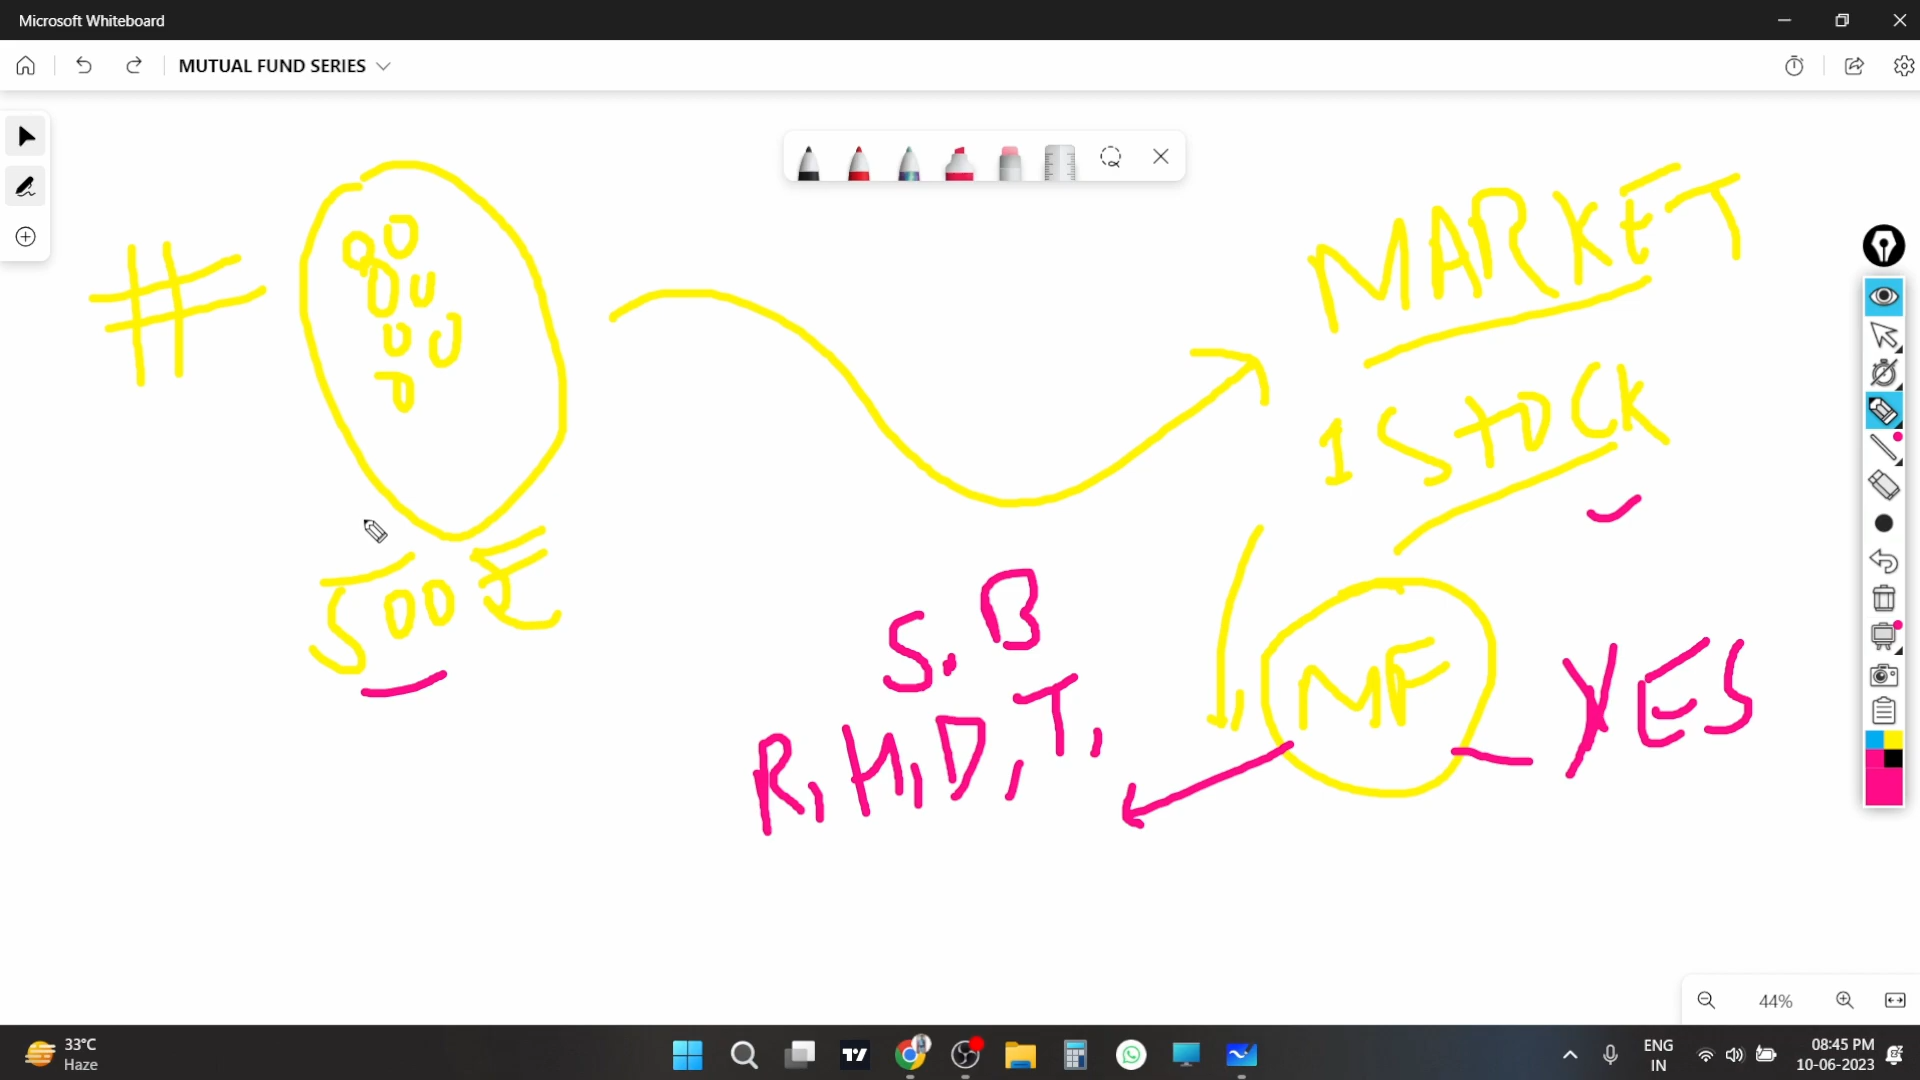 Microsoft Whiteboard
MUTUAL FUND SERIES
#
500₹
MARKET
1 STOCK
MF
YES
S. B
R, H, D, T,
44%
33°C
Haze
ENG
IN
08:45 PM
10-06-2023